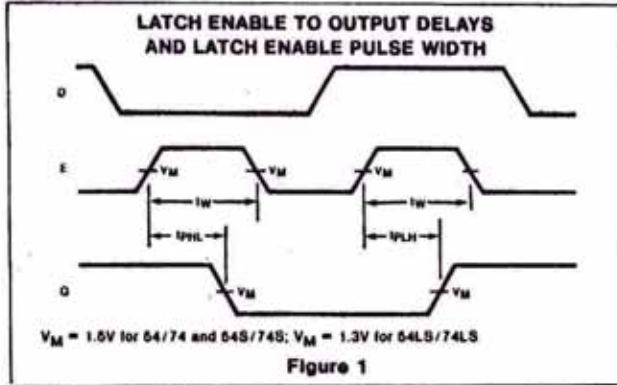 LATCH ENABLE TO OUTPUT DELAYS
AND LATCH ENABLE PULSE WIDTH
D
E
VM
VM
tW
tW
tPHL
tPLH
Q
VM
VM
VM = 1.5V for 54/74 and 54S/74S; VM = 1.3V for 54LS/74LS
Figure 1